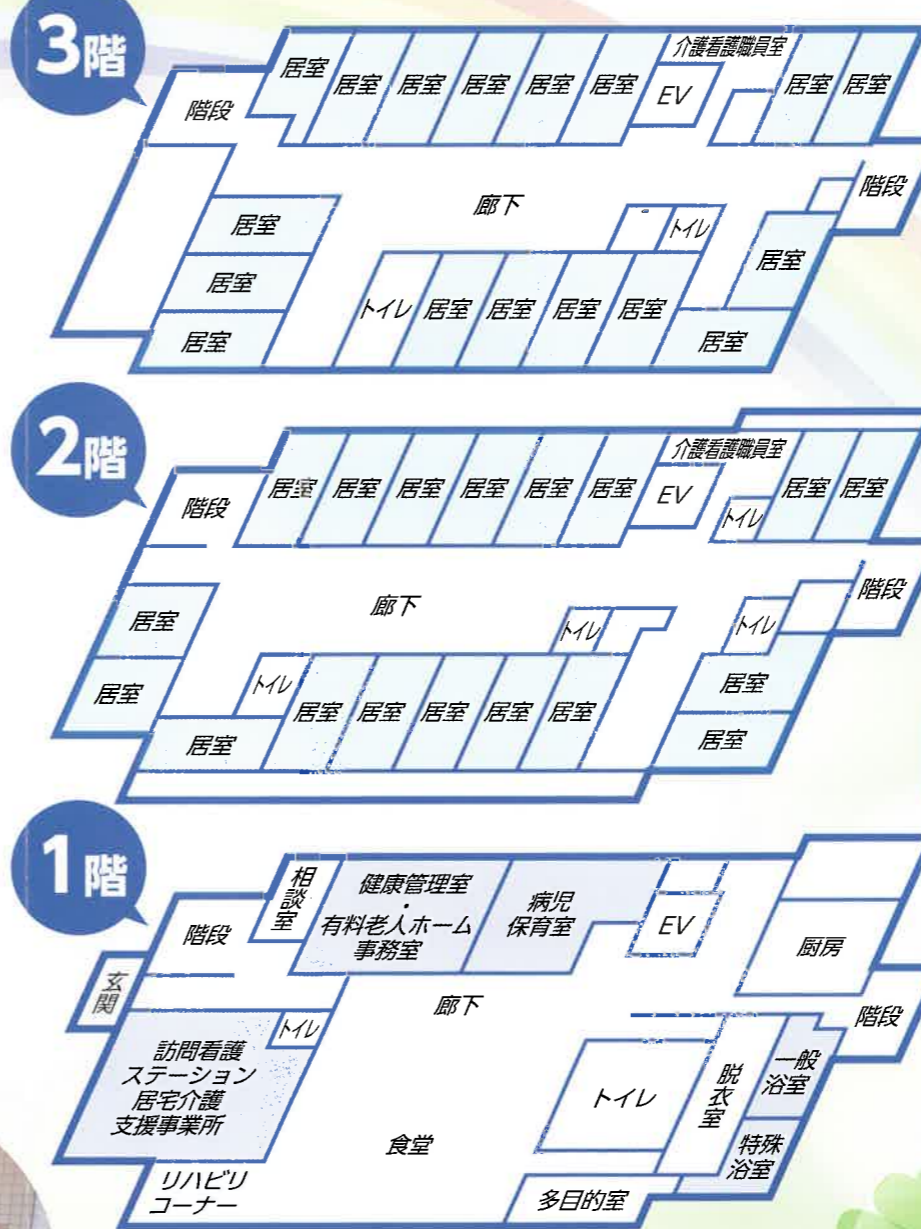 3階
介護看護職員室
居室
居室 居室 居室 居室 居室 EV 居室 居室
階段
階段
廊下
居室 トイレ
居室
居室
トイレ 居室 居室 居室 居室
居室 居室
2階
介護看護職員室
居室 居室 居室 居室 居室 居室 EV 居室 居室
階段 トイレ
階段
廊下
居室 トイレ トイレ
居室 トイレ 居室
居室 居室 居室 居室 居室
居室 居室
1階
相談室
健康管理室
・
有料老人ホーム
事務室
病児
保育室
EV
階段
厨房
玄関
廊下
階段
トイレ
訪問看護
ステーション
居宅介護
支援事業所
トイレ
脱衣室
一般
浴室
食堂
特殊
浴室
リハビリ
コーナー
多目的室